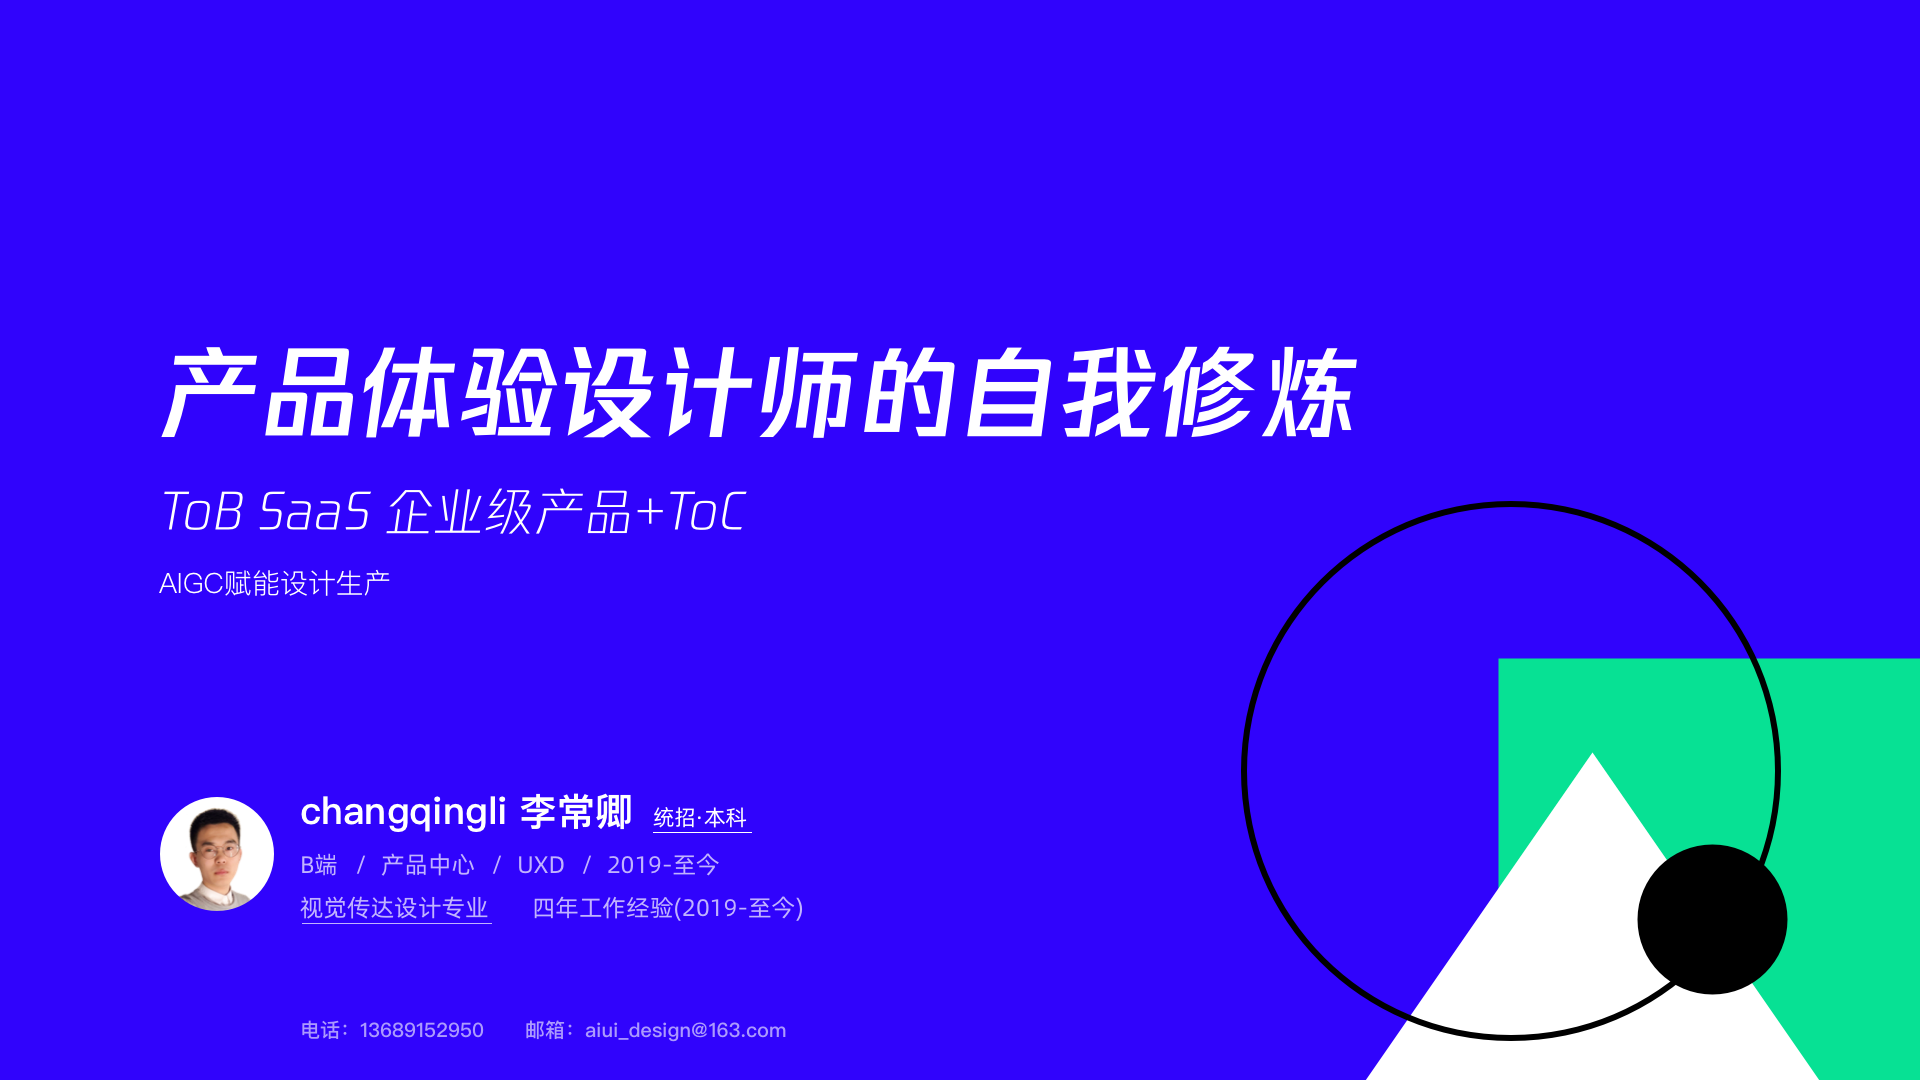 产品体验设计师的自我修炼
ToB SaaS 企业级产品+ToC
AIGC赋能设计生产
changqingli 李常卿 统招·本科
B端 / 产品中心 / UXD / 2019-至今
视觉传达设计专业 四年工作经验(2019-至今)
电话：13689152950 邮箱：aiui_design@163.com